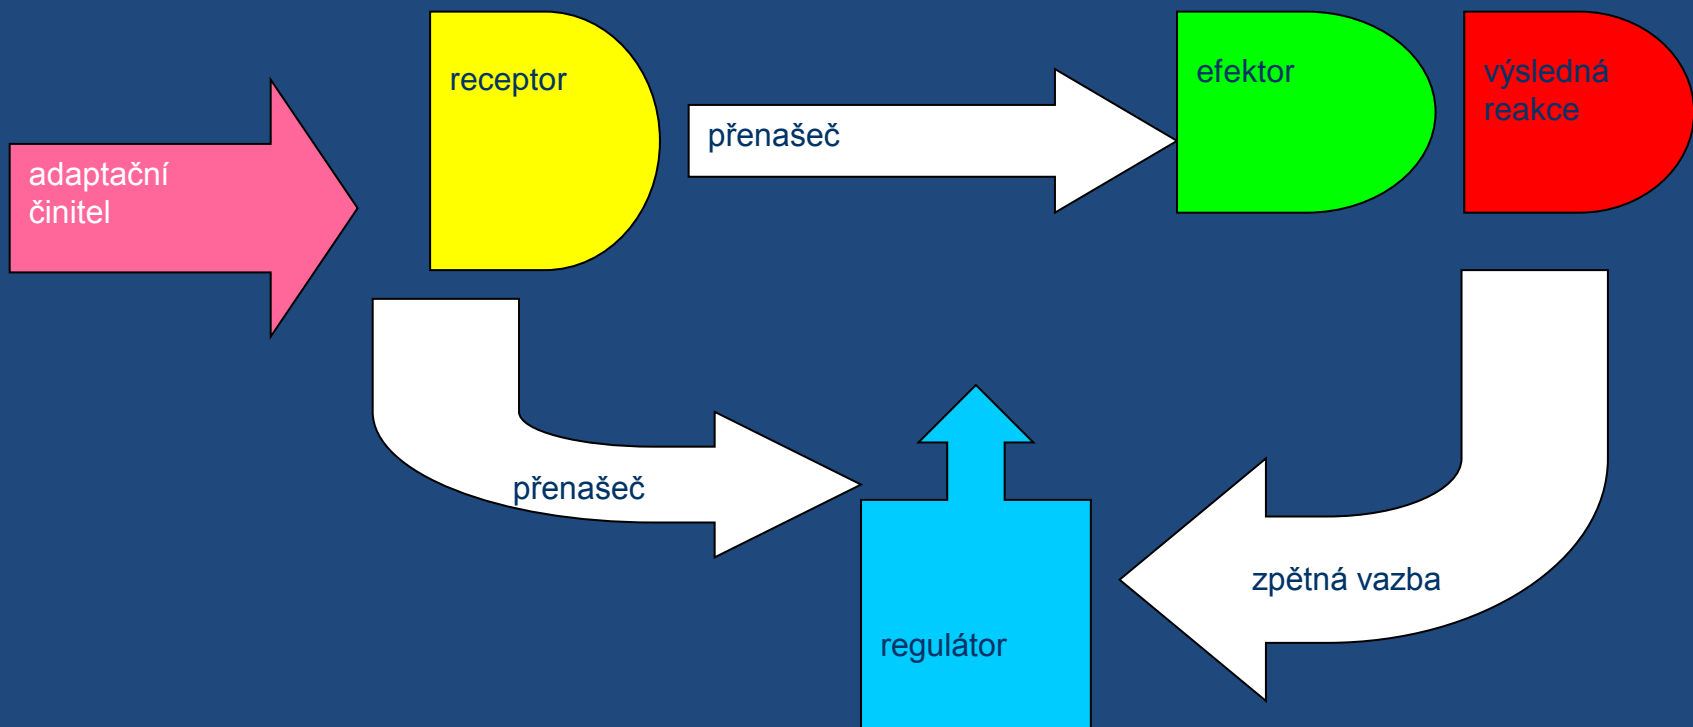 adaptační
činitel
receptor
přenašeč
efektor
výsledná
reakce
přenašeč
regulátor
zpětná vazba